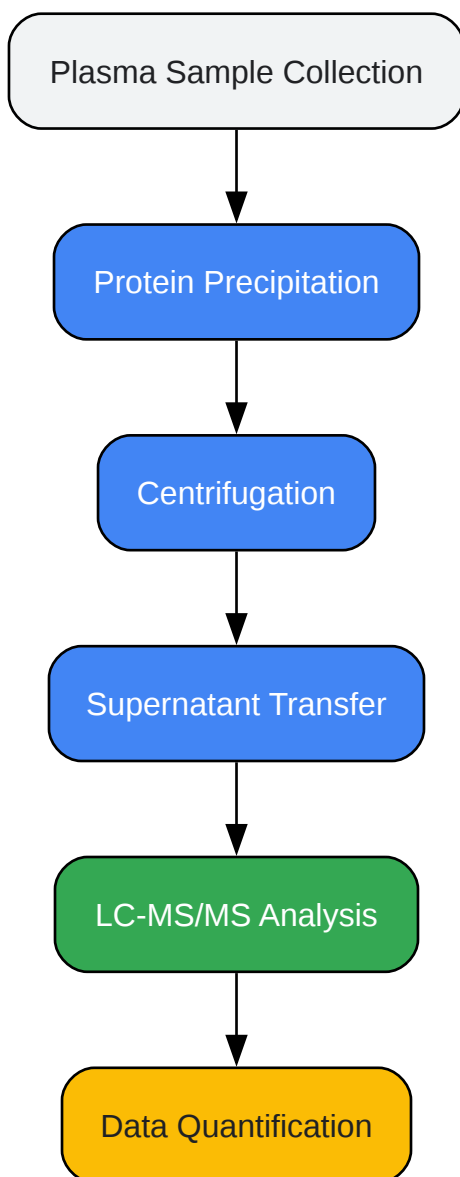 Plasma Sample Collection
Protein Precipitation
Centrifugation
Supernatant Transfer
LC-MS/MS Analysis
Data Quantification